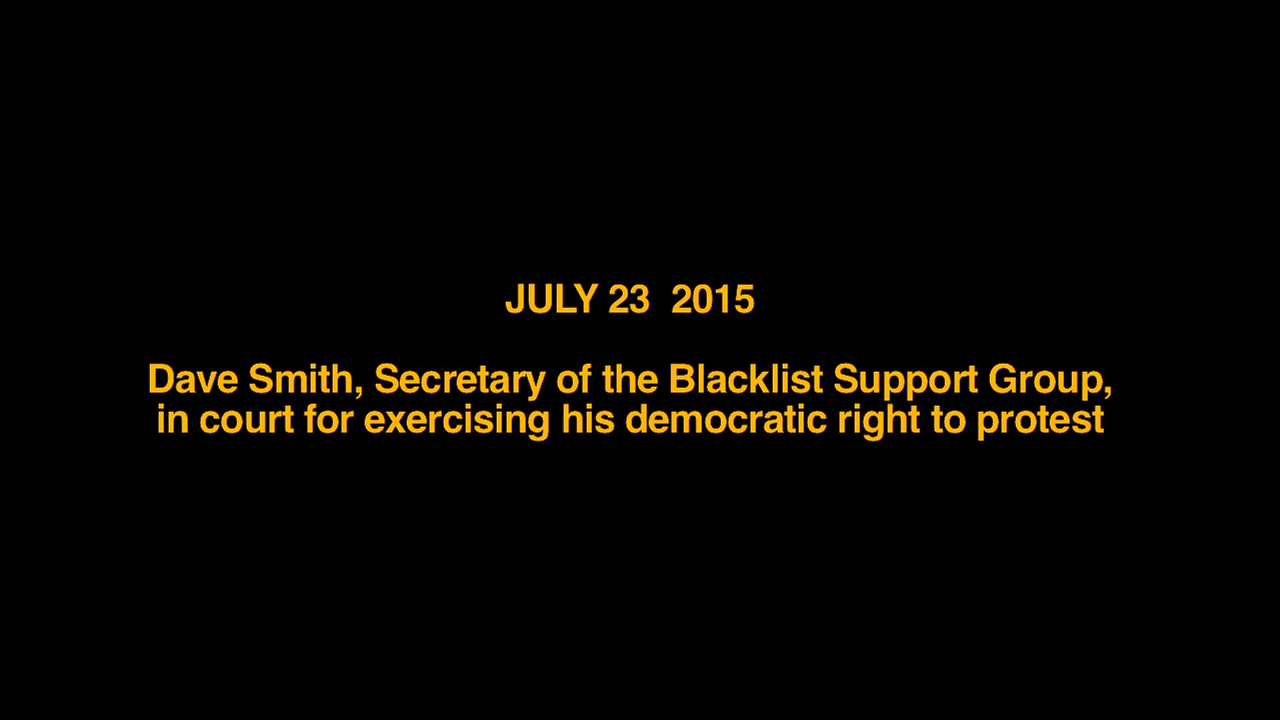 JULY 23  2015
Dave Smith, Secretary of the Blacklist Support Group,
in court for exercising his democratic right to protest